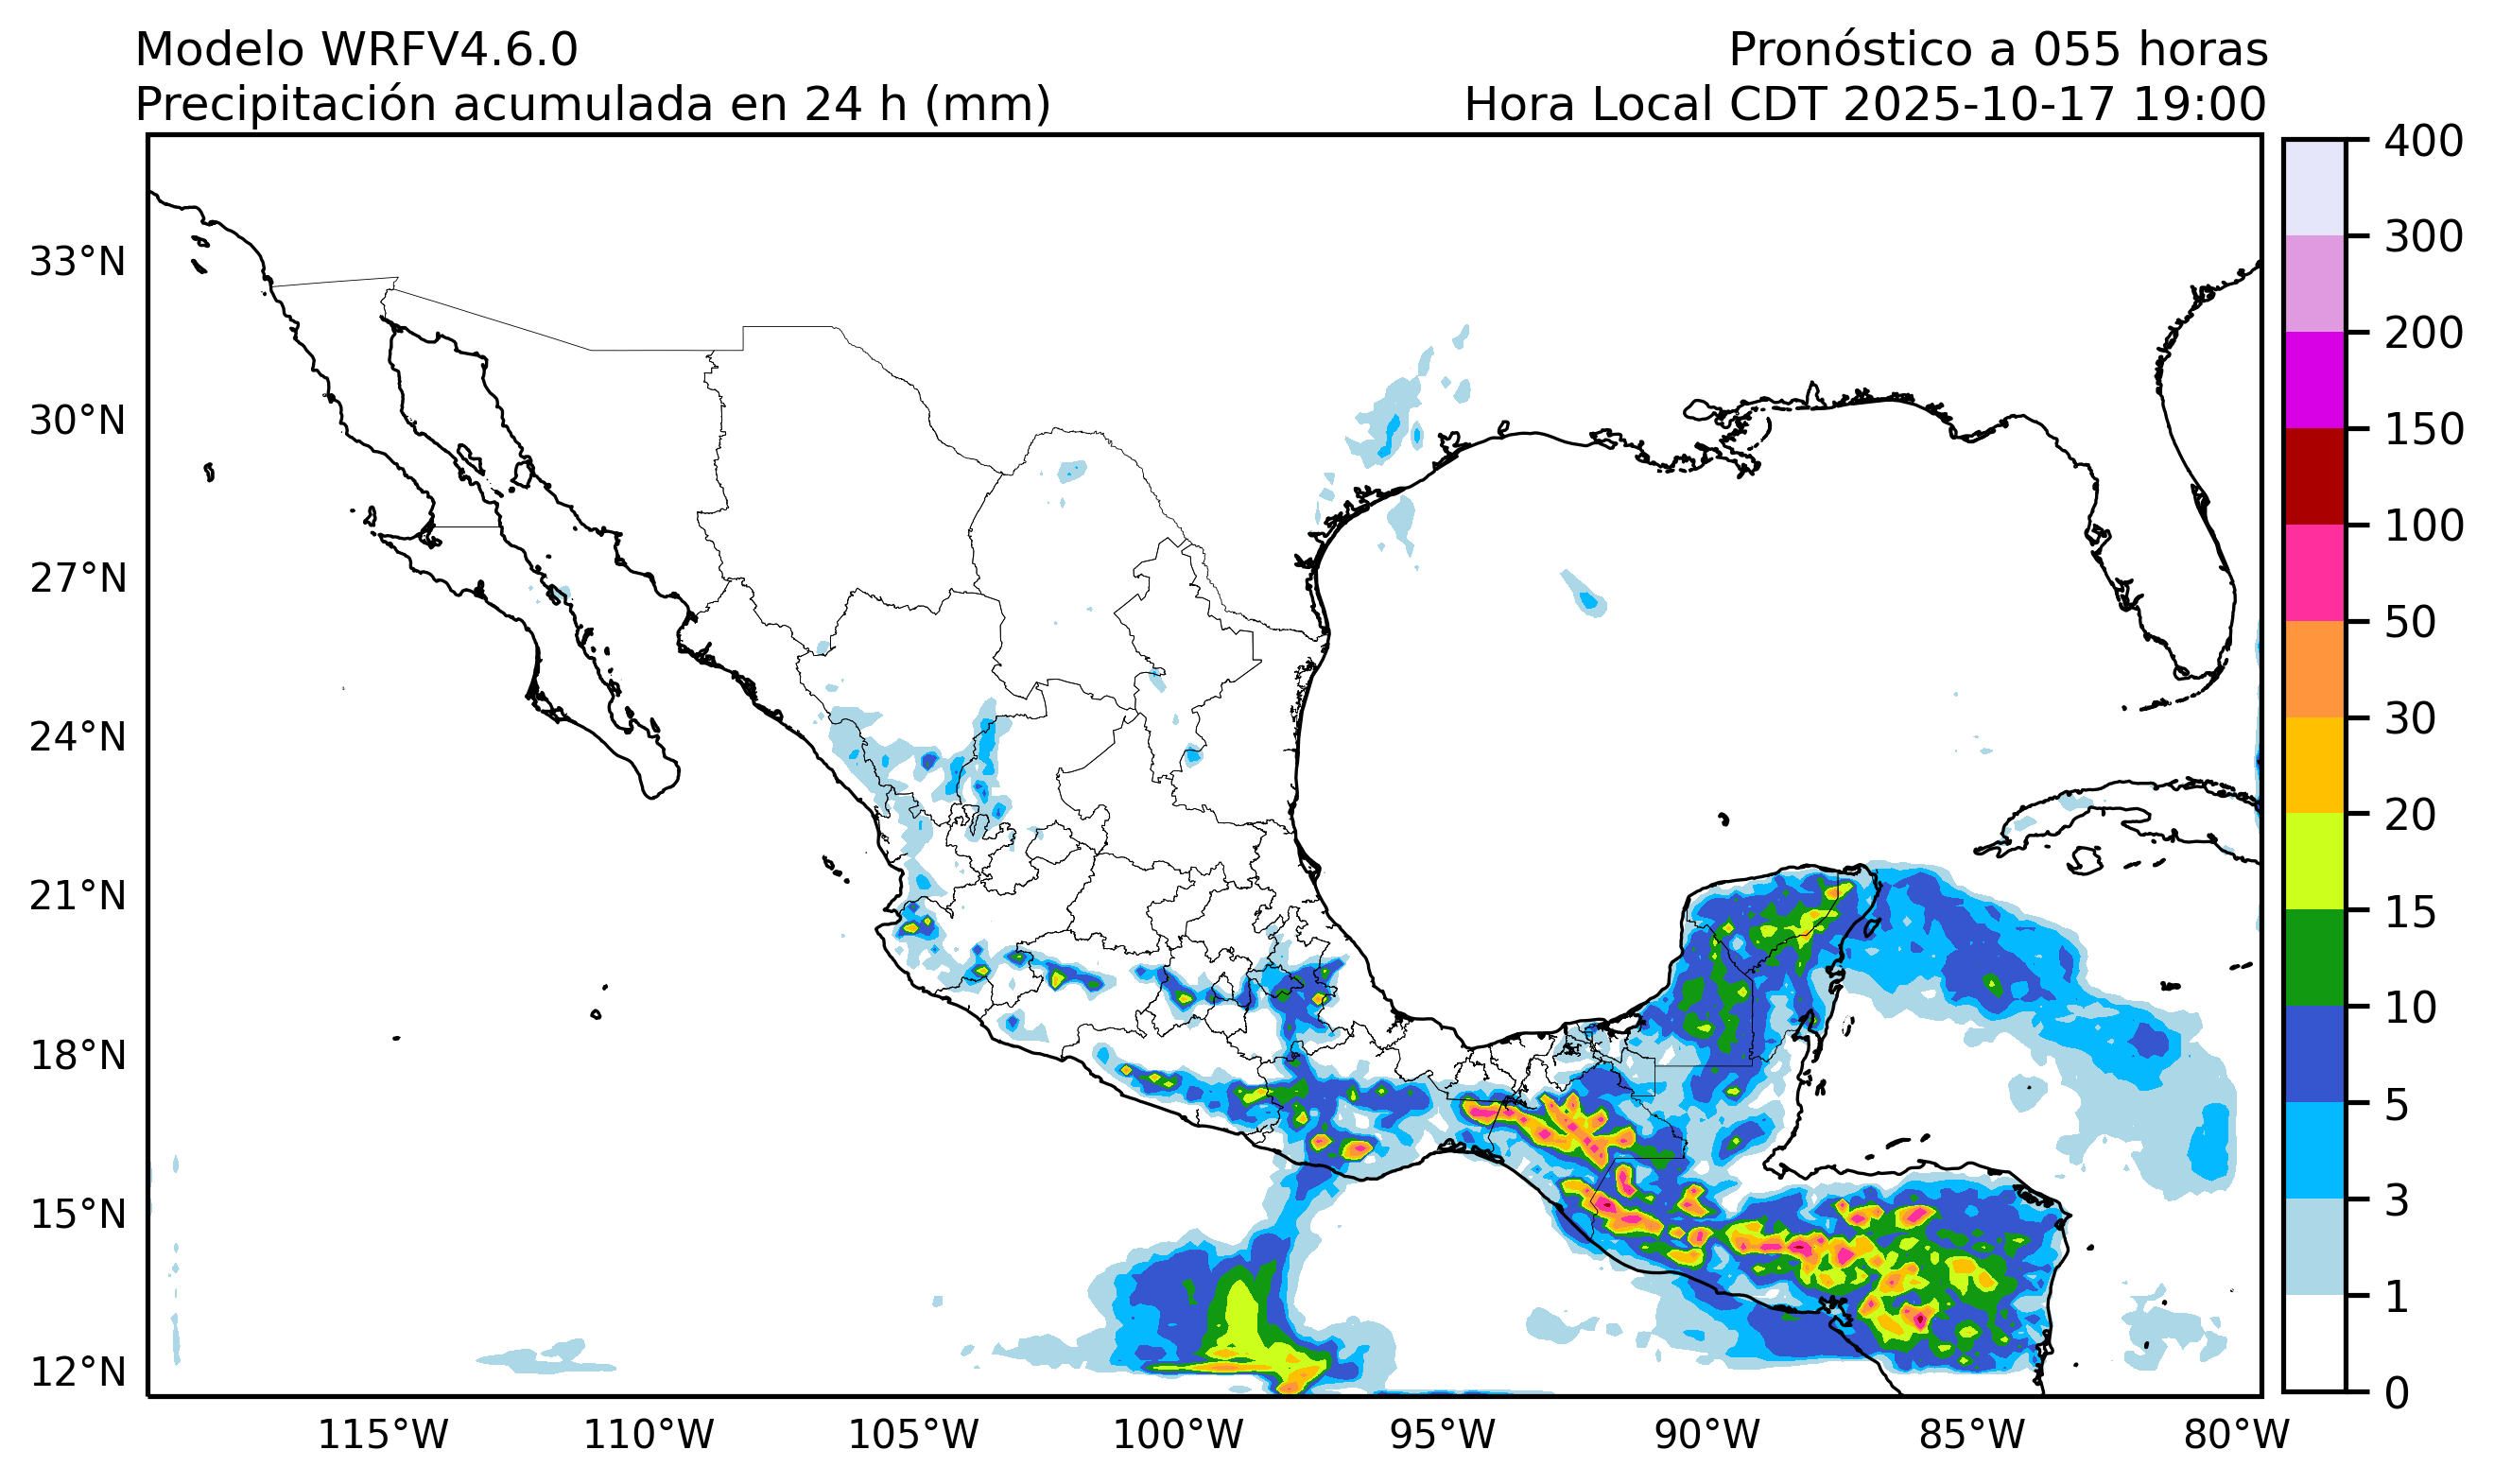 Modelo WRFV4.6.0
Pronóstico a 055 horas
Precipitación acumulada en 24 h (mm)
Hora Local CDT 2025-10-17 19:00
33°N
30°N
27°N
24°N
21°N
18°N
15°N
12°N
115°W
110°W
105°W
100°W
95°W
90°W
85°W
80°W
400
300
200
150
100
50
30
20
15
10
5
3
1
0